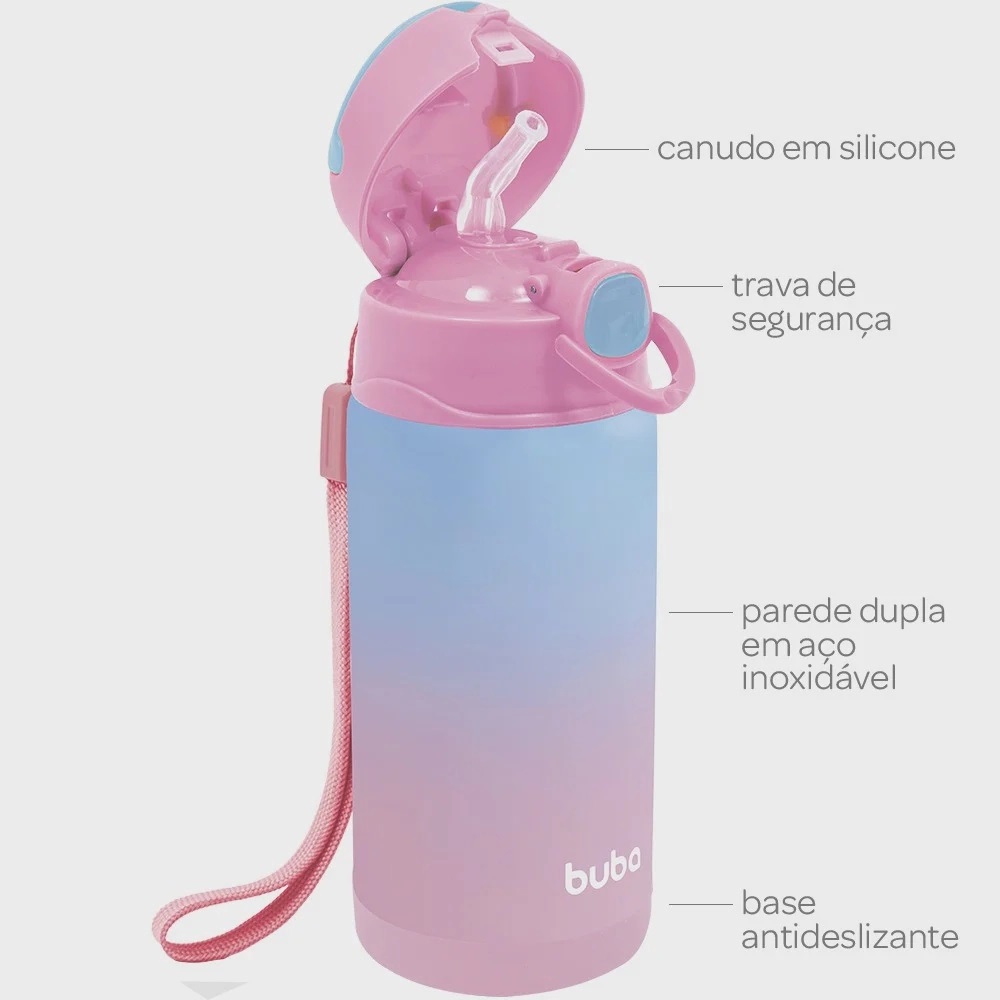 canudo em silicone
trava de
segurança
parede dupla
em aço
inoxidável
buba
base
antideslizante